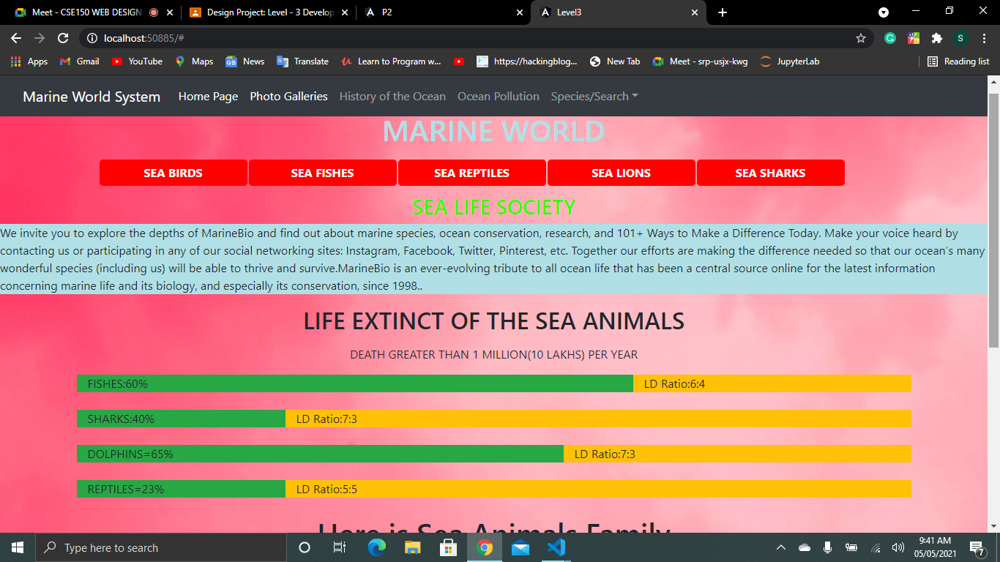 Meet - CSE150 WEB DESIGN
Design Project: Level - 3 Develop
P2
Level3
localhost:50885/#
S
Apps
Gmail
YouTube
Maps
News
Translate
Learn to Program w...
https://hackingblog...
New Tab
Meet - srp-usjx-kwg
JupyterLab
Reading list
Marine World System
Home Page
Photo Galleries
History of the Ocean
Ocean Pollution
Species/Search
MARINE WORLD
SEA BIRDS
SEA FISHES
SEA REPTILES
SEA LIONS
SEA SHARKS
SEA LIFE SOCIETY
We invite you to explore the depths of MarineBio and find out about marine species, ocean conservation, research, and 101+ Ways to Make a Difference Today. Make your voice heard by
contacting us or participating in any of our social networking sites: Instagram, Facebook, Twitter, Pinterest, etc. Together our efforts are making the difference needed so that our ocean's many
wonderful species (including us) will be able to thrive and survive.MarineBio is an ever-evolving tribute to all ocean life that has been a central source online for the latest information
concerning marine life and its biology, and especially its conservation, since 1998..
LIFE EXTINCT OF THE SEA ANIMALS
DEATH GREATER THAN 1 MILLION(10 LAKHS) PER YEAR
FISHES:60%
LD Ratio:6:4
SHARKS:40%
LD Ratio:7:3
DOLPHINS=65%
LD Ratio:7:3
REPTILES=23%
LD Ratio:5:5
Here is Sea Animals Family
Type here to search
9:41 AM
05/05/2021
7